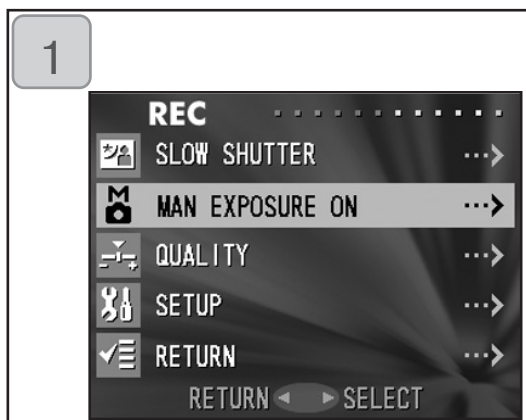 1
REC
SLOW SHUTTER
M
MAN EXPOSURE ON
QUALITY
SETUP
RETURN
RETURN SELECT